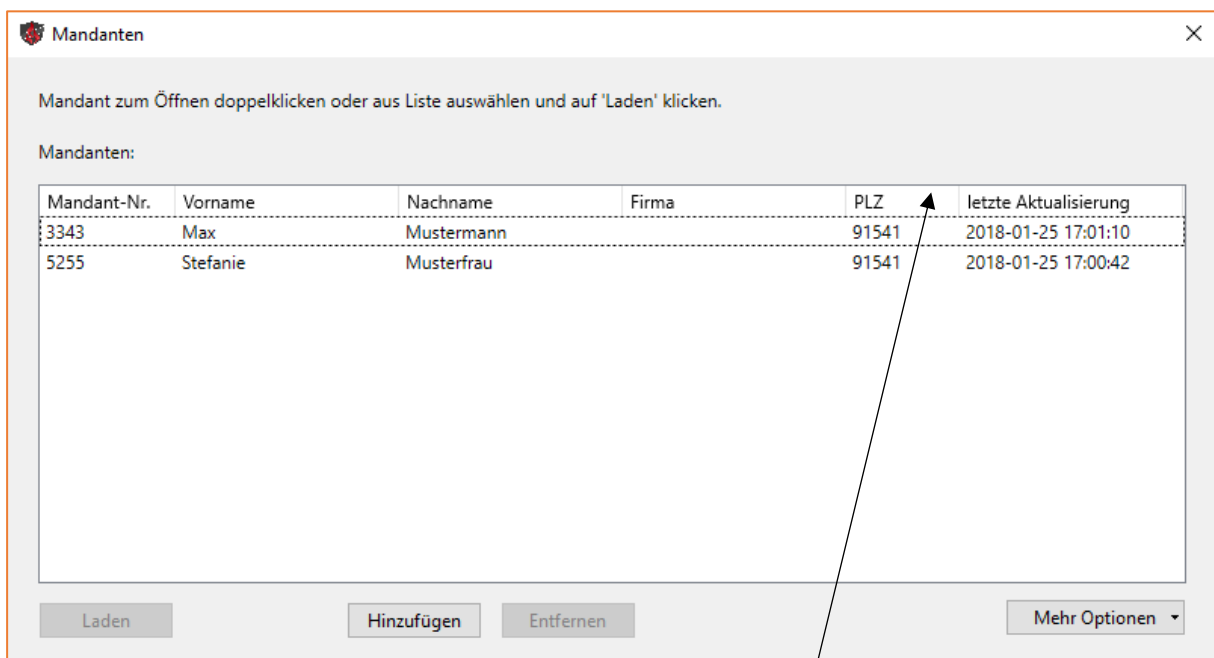 Mandanten
Mandant zum Öffnen doppelklicken oder aus Liste auswählen und auf 'Laden' klicken.
Mandanten:
Mandant-Nr. Vorname Nachname Firma PLZ letzte Aktualisierung
3343 Max Mustermann 91541 2018-01-25 17:01:10
5255 Stefanie Musterfrau 91541 2018-01-25 17:00:42
Laden Hinzufügen Entfernen Mehr Optionen